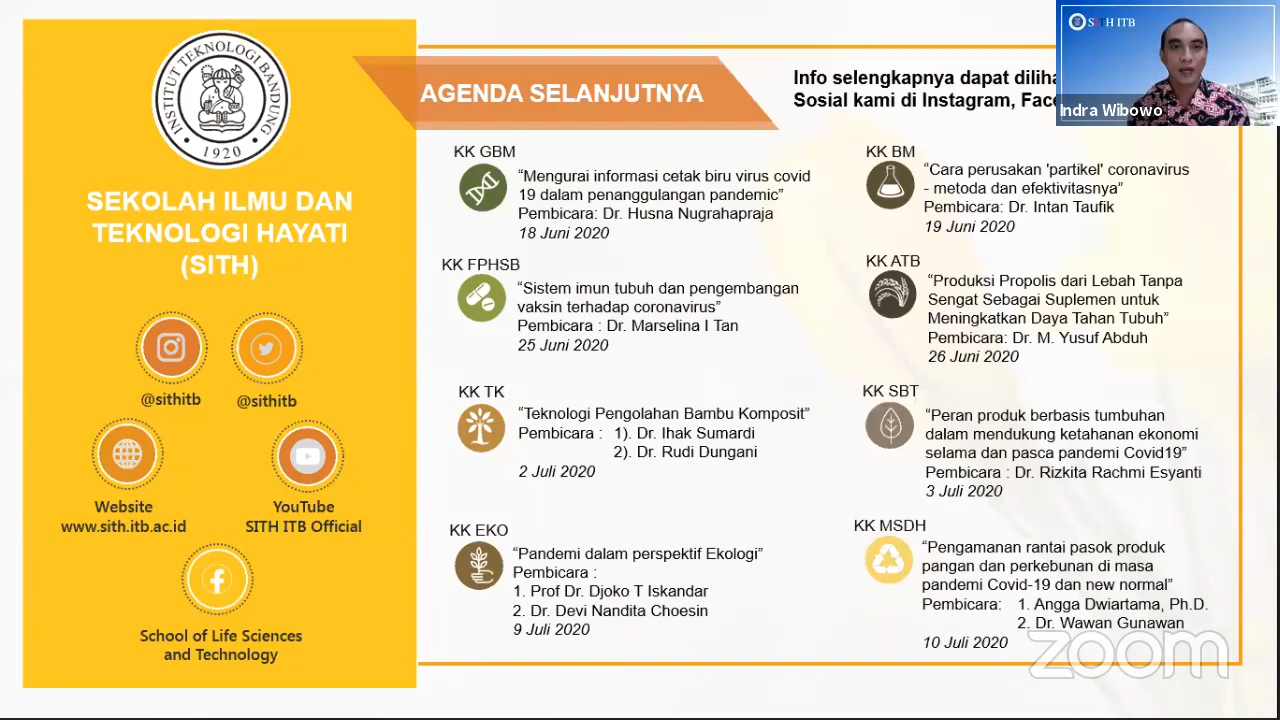 INSTITUT TEKNOLOGI BANDUNG
1920
SEKOLAH ILMU DAN
TEKNOLOGI HAYATI
(SITH)
@sithitb
@sithitb
Website
www.sith.itb.ac.id
YouTube
SITH ITB Official
School of Life Sciences
and Technology
AGENDA SELANJUTNYA
Info selengkapnya dapat
Sosial kami di Instagram,
SITH ITB
Indra Wibowo
KK GBM
“Mengurai informasi cetak biru virus covid
19 dalam penanggulangan pandemic”
Pembicara: Dr. Husna Nugrahapraja
18 Juni 2020
KK BM
“Cara perusakan 'partikel' coronavirus
- metoda dan efektivitasnya”
Pembicara: Dr. Intan Taufik
19 Juni 2020
KK FPHSB
“Sistem imun tubuh dan pengembangan
vaksin terhadap coronavirus”
Pembicara : Dr. Marselina I Tan
25 Juni 2020
KK ATB
“Produksi Propolis dari Lebah Tanpa
Sengat Sebagai Suplemen untuk
Meningkatkan Daya Tahan Tubuh”
Pembicara: Dr. M. Yusuf Abduh
26 Juni 2020
KK TK
“Teknologi Pengolahan Bambu Komposit”
Pembicara : 1). Dr. Ihak Sumardi
2). Dr. Rudi Dungani
2 Juli 2020
KK SBT
“Peran produk berbasis tumbuhan
dalam mendukung ketahanan ekonomi
selama dan pasca pandemi Covid19”
Pembicara : Dr. Rizkita Rachmi Esyanti
3 Juli 2020
KK EKO
“Pandemi dalam perspektif Ekologi”
Pembicara :
1. Prof Dr. Djoko T Iskandar
2. Dr. Devi Nandita Choesin
9 Juli 2020
KK MSDH
“Pengamanan rantai pasok produk
pangan dan perkebunan di masa
pandemi Covid-19 dan new normal”
Pembicara: 1. Angga Dwiartama, Ph.D.
2. Dr. Wawan Gunawan
10 Juli 2020
zoom